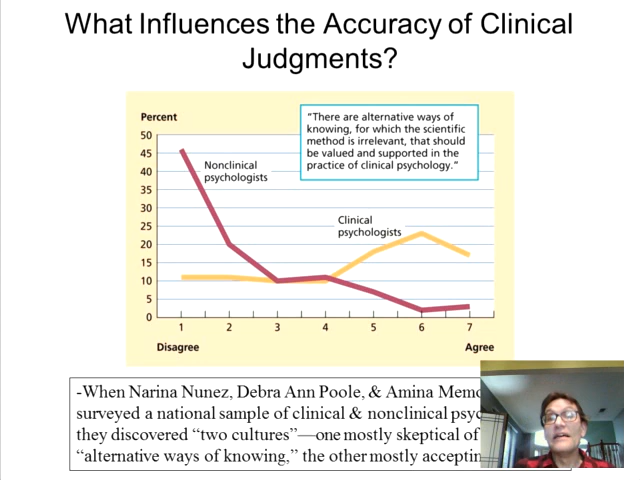 What Influences the Accuracy of Clinical
Judgments?
Percent
"There are alternative ways of
knowing, for which the scientific
method is irrelevant, that should
be valued and supported in the
practice of clinical psychology."
50
45
40
35
30
25
20
15
10
5
0
Nonclinical
psychologists
Clinical
psychologists
1 2 3 4 5 6 7
Disagree Agree
-When Narina Nunez, Debra Ann Poole, & Amina
surveyed a national sample of clinical & nonclinical
they discovered “two cultures”—one mostly skeptical of
“alternative ways of knowing,” the other mostly